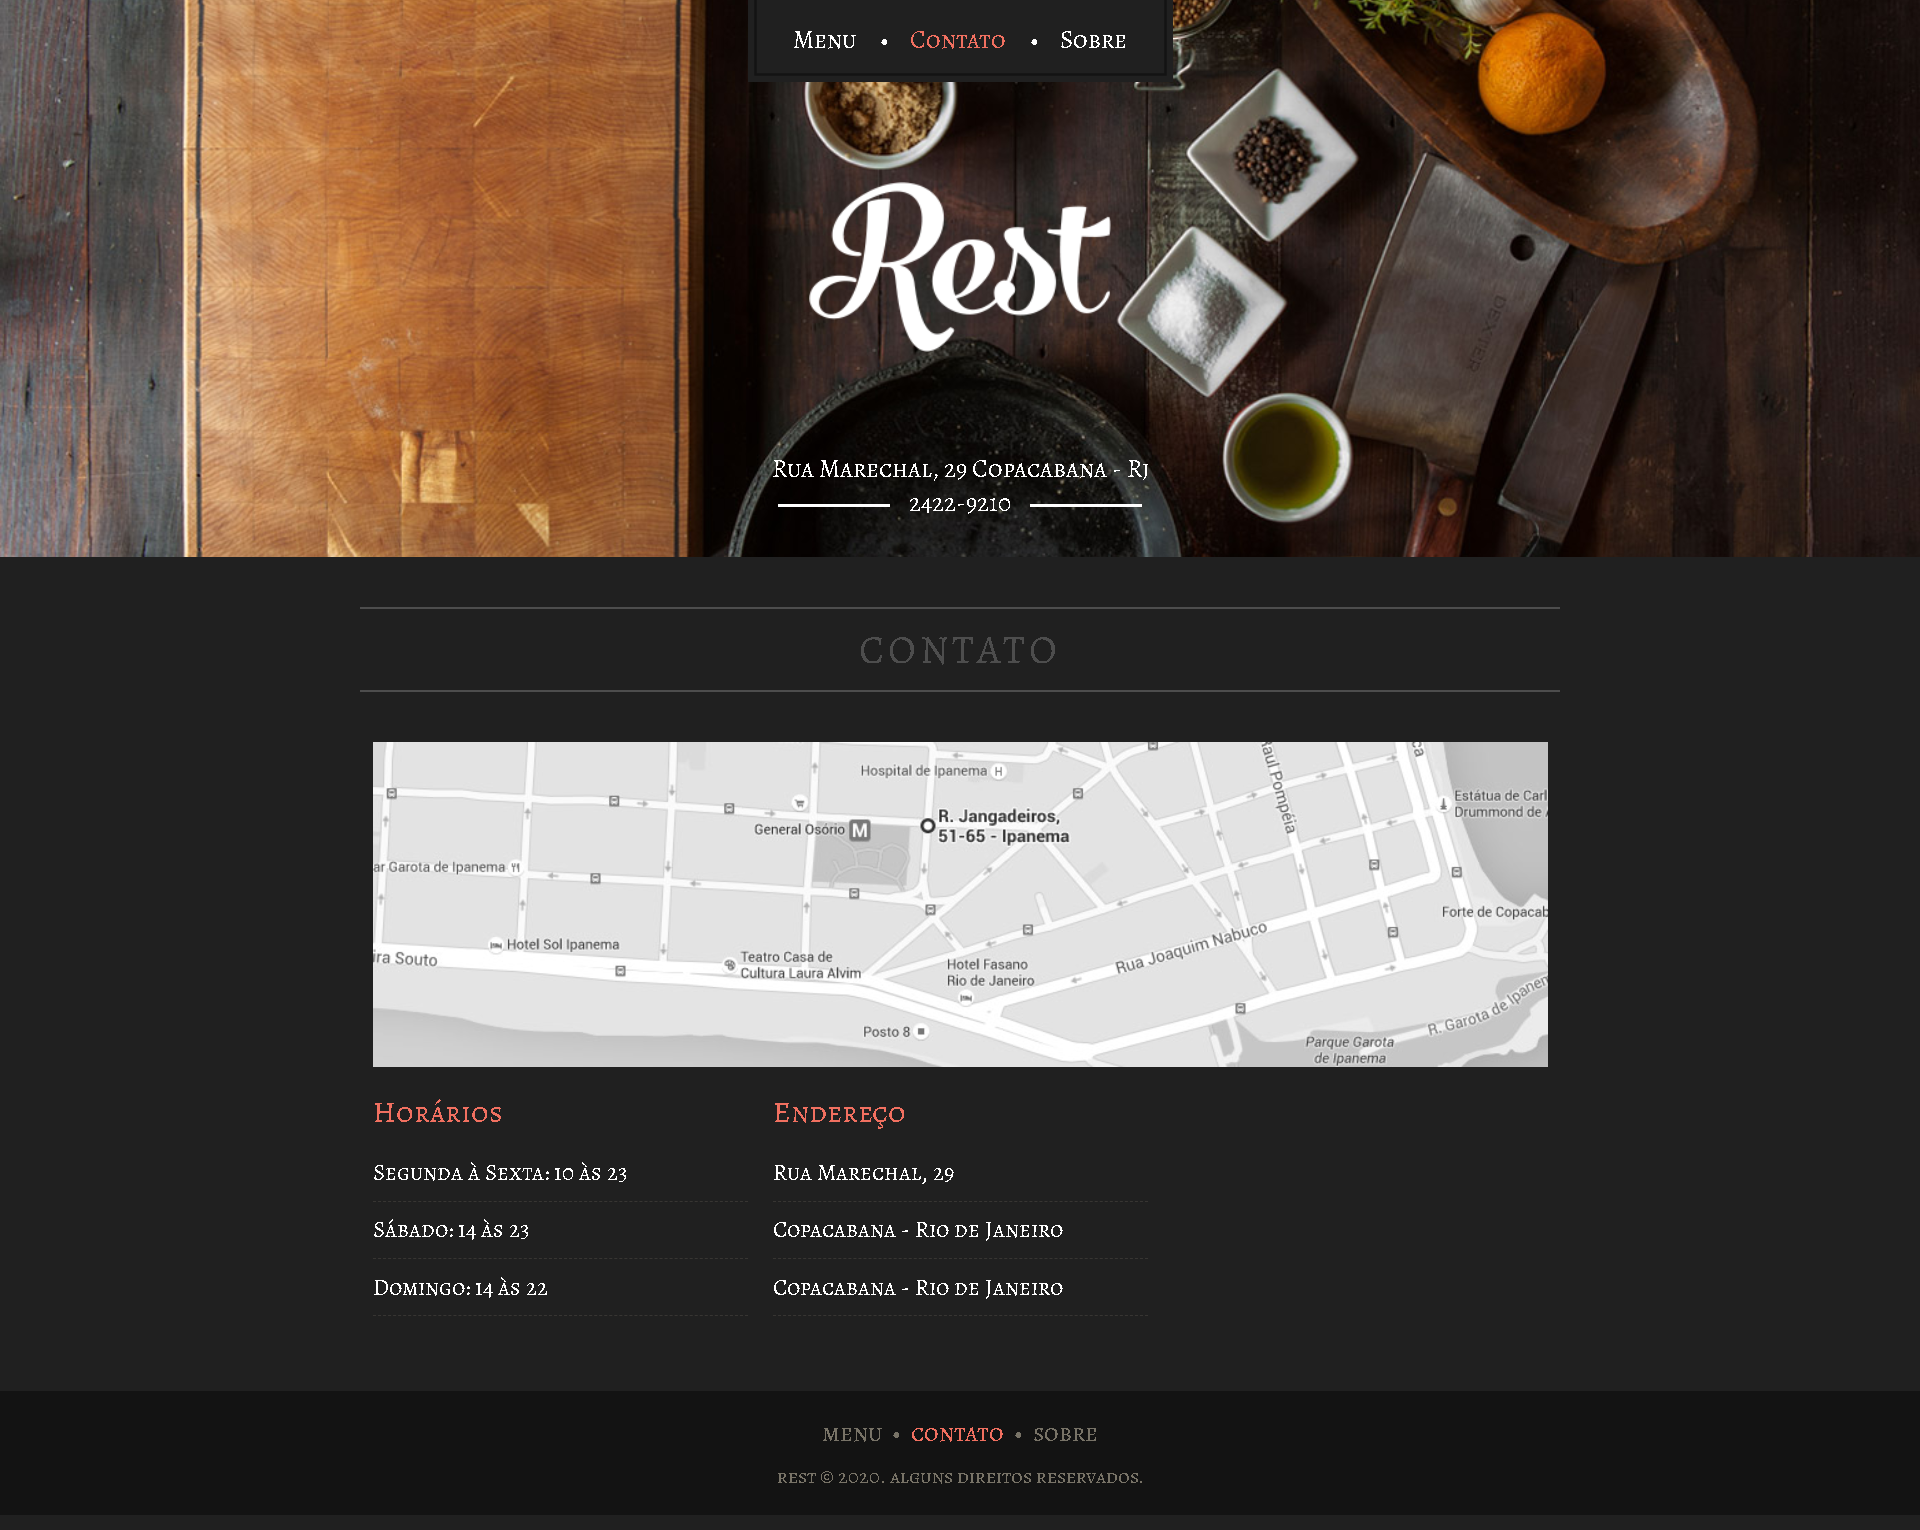 Menu • Contato • Sobre
Rest
DEXTER
Rua Marechal, 29 Copacabana - Rj
2422-9210
CONTATO
Hospital de Ipanema H
Raul Pompéia
Estátua de Carl
Drummond de
R. Jangadeiros,
51-65 - Ipanema
General Osório M
ar Garota de Ipanema
Forte de Copacab
Rua Joaquim Nabuco
Hotel Sol Ipanema
ira Souto
Teatro Casa de
Cultura Laura Alvim
Hotel Fasano
Rio de Janeiro
R. Garota de Ipanem
Posto 8
Parque Garota
de Ipanema
Horários
Segunda à Sexta: 10 às 23
Sábado: 14 às 23
Domingo: 14 às 22
Endereço
Rua Marechal, 29
Copacabana - Rio de Janeiro
Copacabana - Rio de Janeiro
MENU • CONTATO • SOBRE
REST © 2020. ALGUNS DIREITOS RESERVADOS.